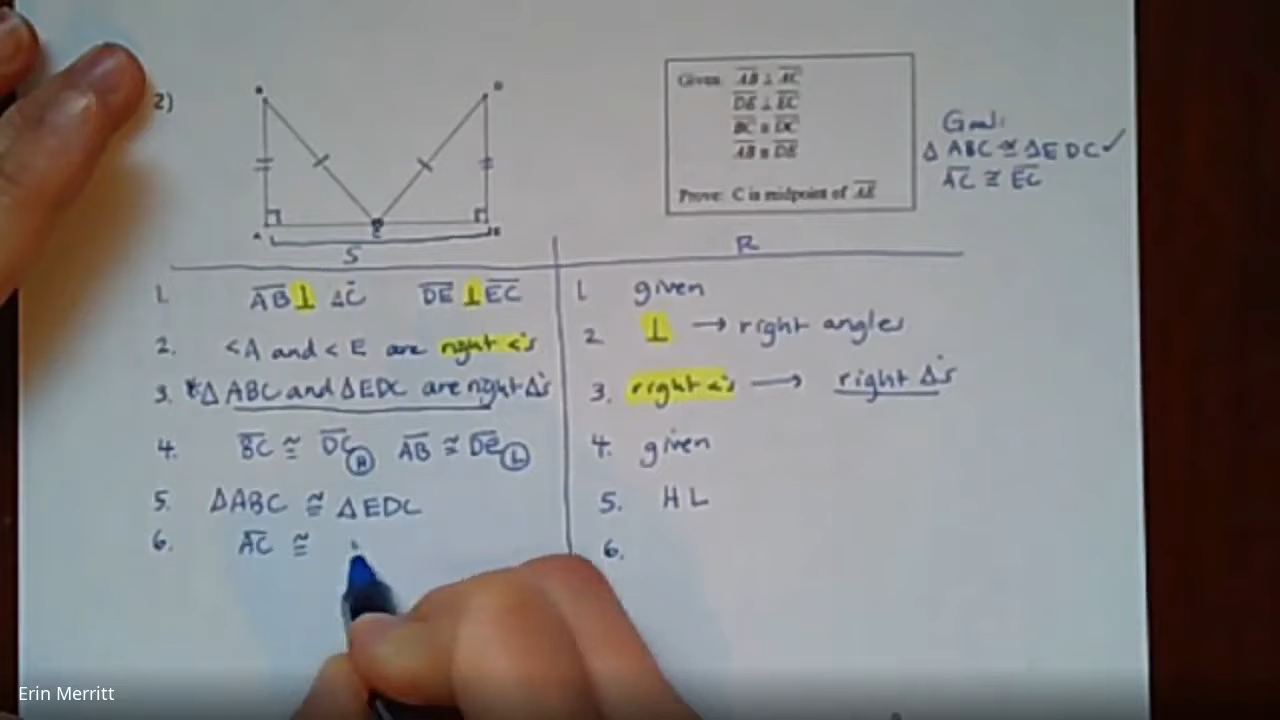 2)
Given: AB ⊥ AC
DE ⊥ EC
BC ≅ DC
AB ≅ DE
Prove: C is midpoint of AE
Goal:
△ ABC ≅ △EDC ✓
AC ≅ EC
A C E
S R
1. AB ⊥ AC DE ⊥ EC 1. given
2. <A and <E are right <'s 2. ⊥ → right angles
3. *△ ABC and △EDC are right △'s 3. right <'s → right △'s
4. BC ≅ DC (H) AB ≅ DE (L) 4. given
5. △ABC ≅ △EDC 5. HL
6. AC ≅ 6.
Erin Merritt